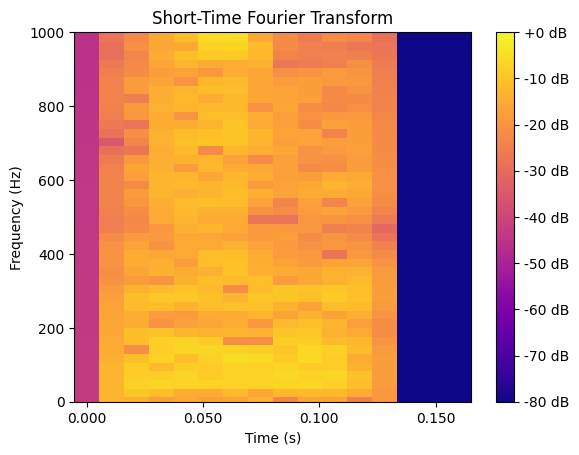 Short-Time Fourier Transform
1000
800
600
400
200
0
Frequency (Hz)
0.000
0.050
0.100
0.150
Time (s)
+0 dB
-10 dB
-20 dB
-30 dB
-40 dB
-50 dB
-60 dB
-70 dB
-80 dB